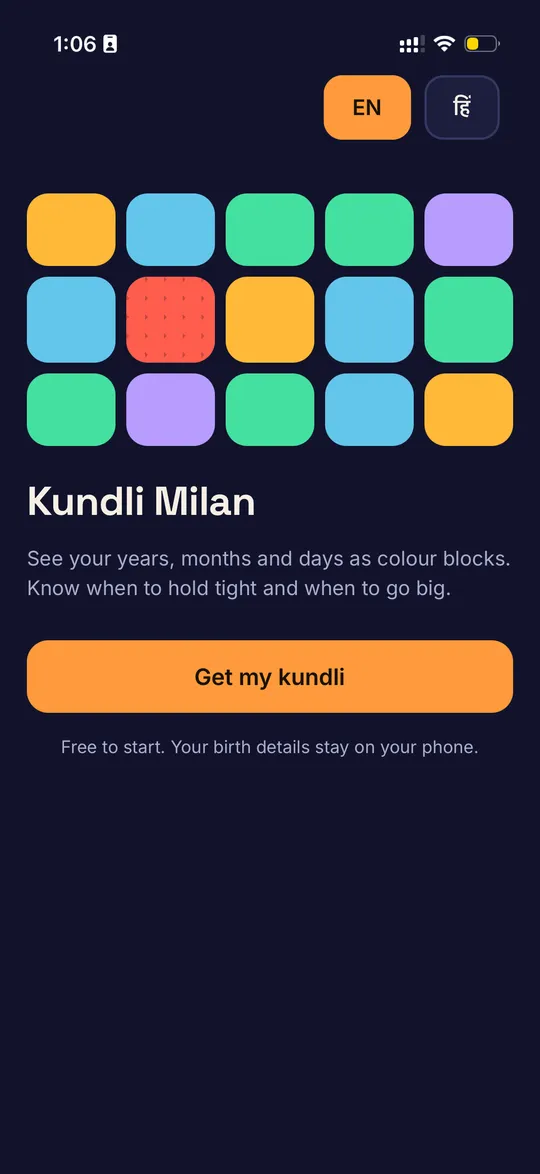 1:06
EN
हिं
Kundli Milan
See your years, months and days as colour blocks.
Know when to hold tight and when to go big.
Get my kundli
Free to start. Your birth details stay on your phone.